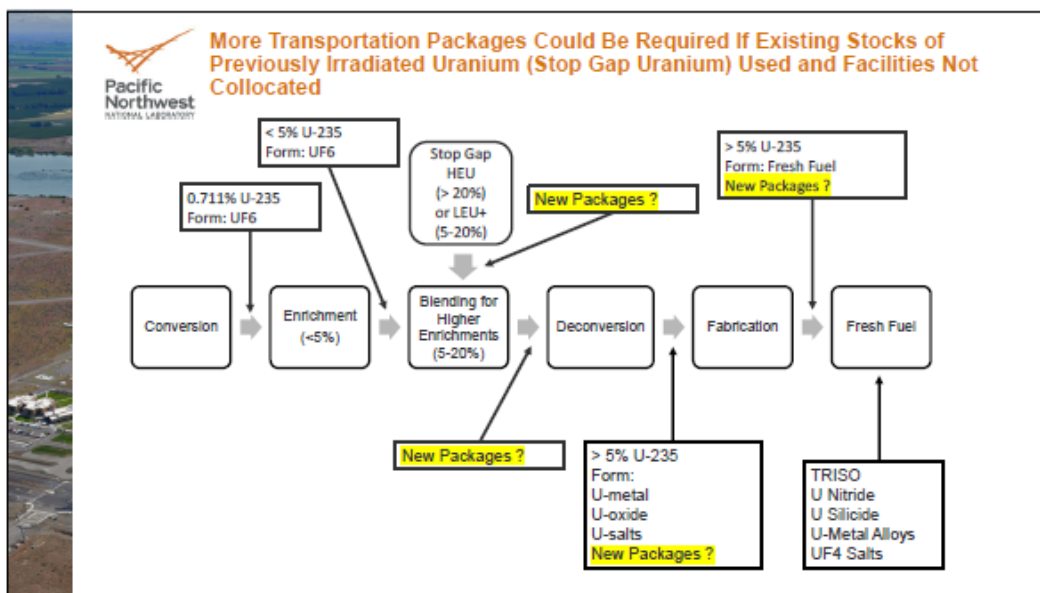 Pacific
Northwest
NATIONAL LABORATORY
More Transportation Packages Could Be Required If Existing Stocks of
Previously Irradiated Uranium (Stop Gap Uranium) Used and Facilities Not
Collocated
< 5% U-235
Form: UF6
Stop Gap
HEU
(> 20%)
or LEU+
(5-20%)
> 5% U-235
Form: Fresh Fuel
New Packages ?
0.711% U-235
Form: UF6
New Packages ?
Conversion
Enrichment
(<5%)
Blending for
Higher
Enrichments
(5-20%)
Deconversion
Fabrication
Fresh Fuel
New Packages ?
> 5% U-235
Form:
U-metal
U-oxide
U-salts
New Packages ?
TRISO
U Nitride
U Silicide
U-Metal Alloys
UF4 Salts